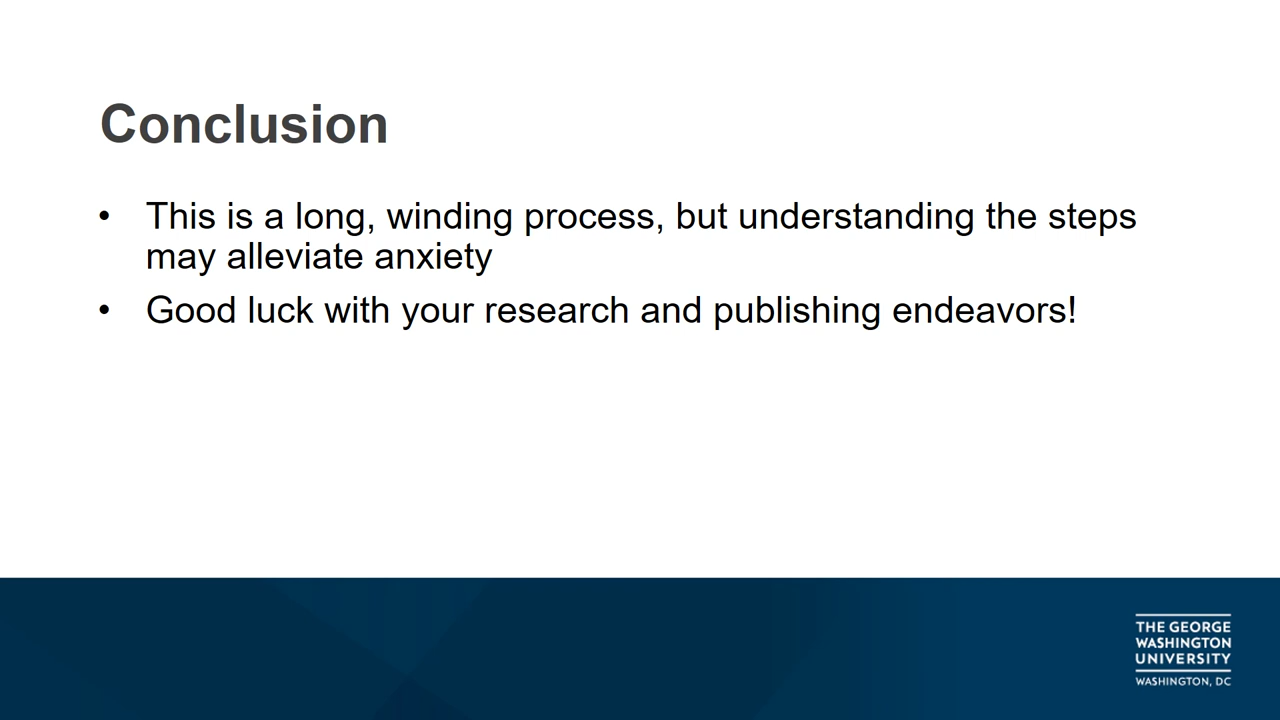 Conclusion
• This is a long, winding process, but understanding the steps
may alleviate anxiety
• Good luck with your research and publishing endeavors!
THE GEORGE
WASHINGTON
UNIVERSITY
WASHINGTON, DC